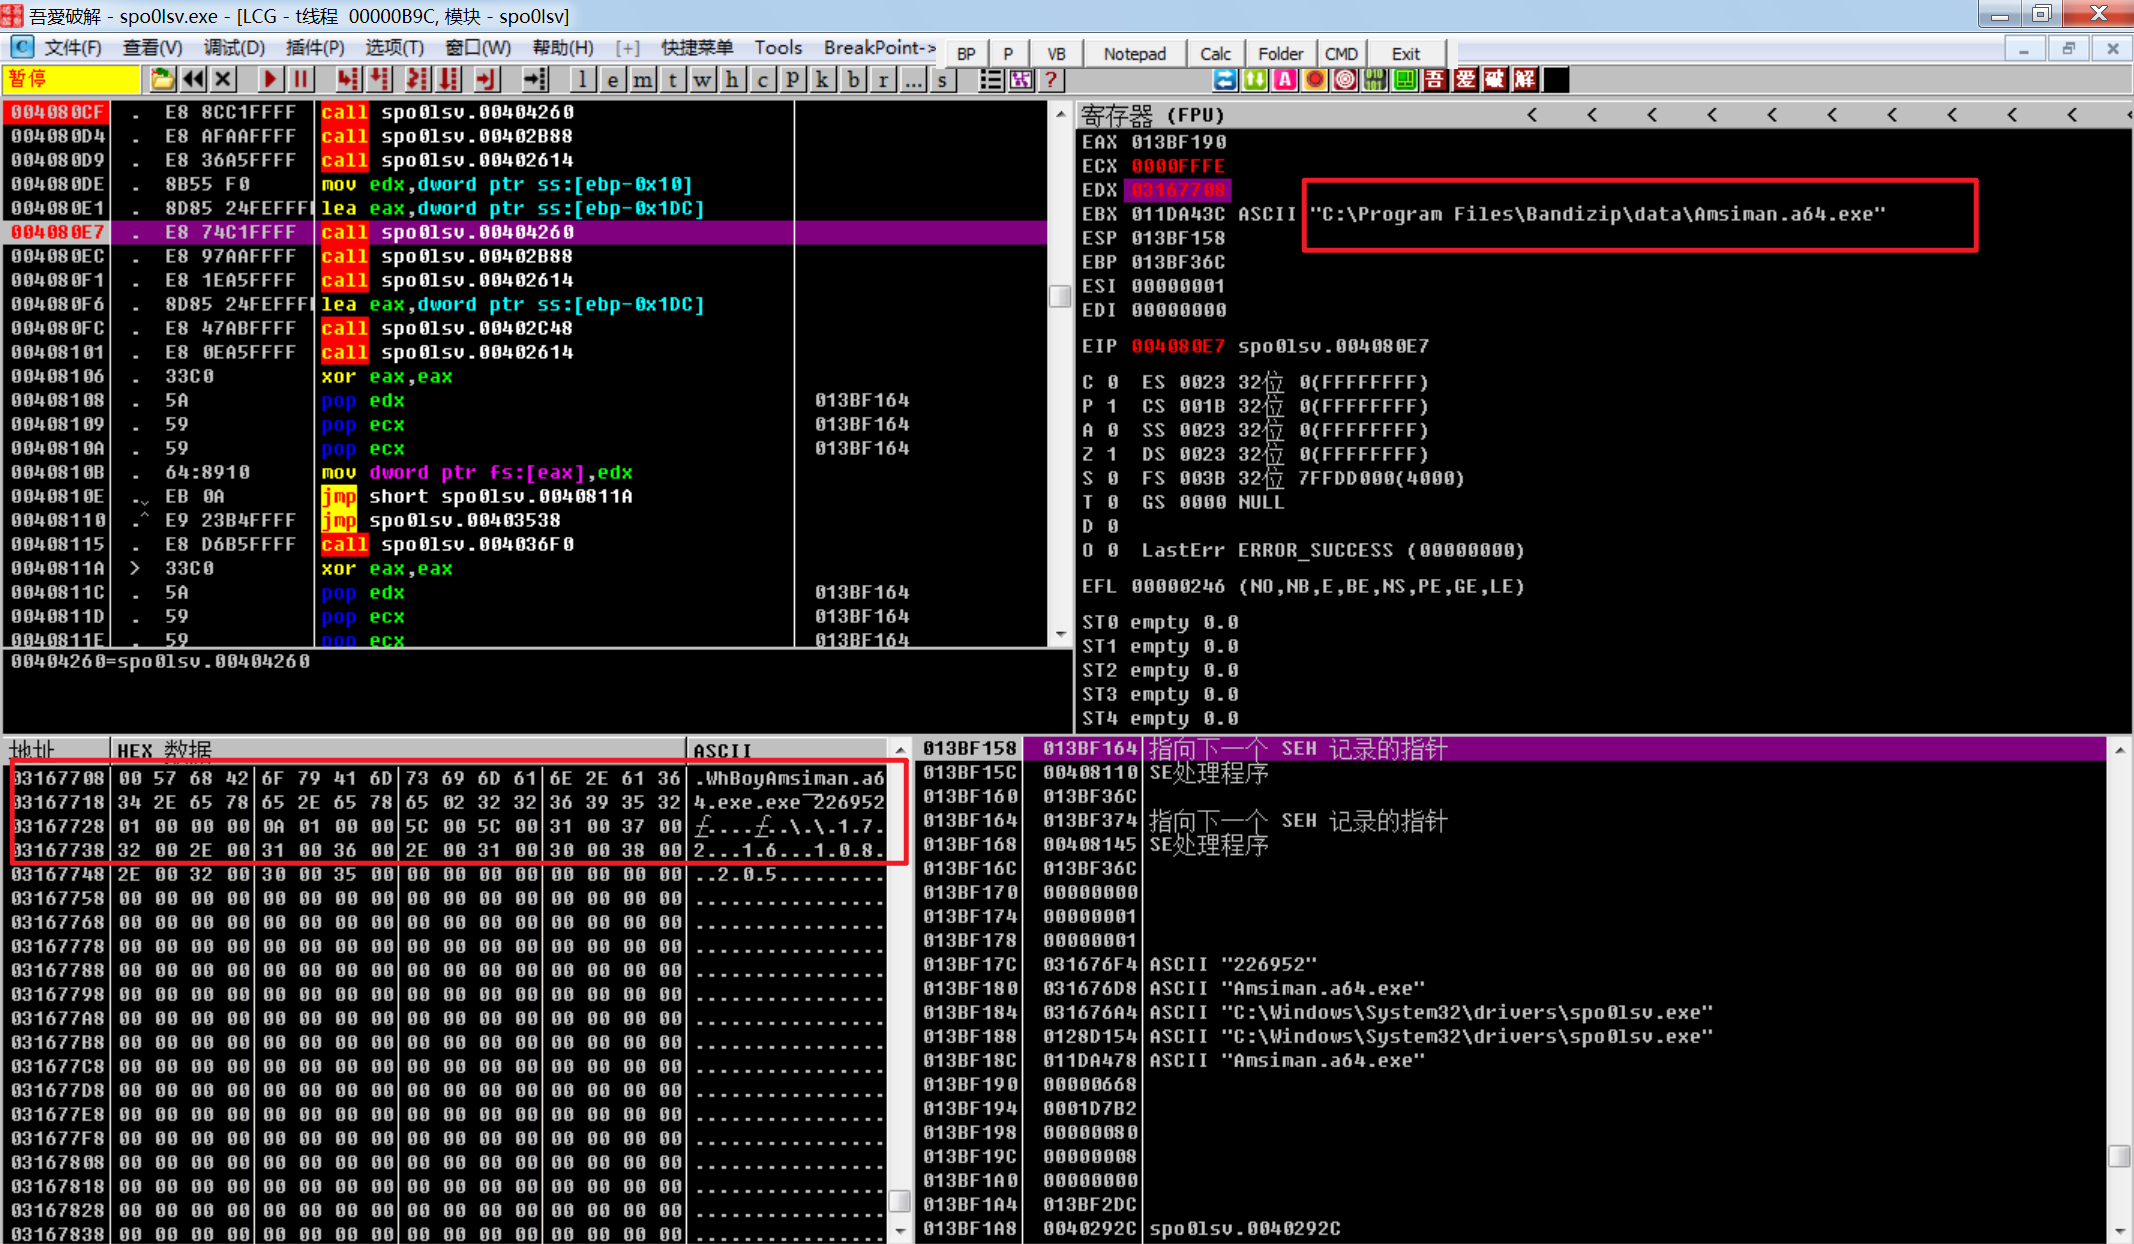 吾愛破解 - spo0lsv.exe - [LCG - t线程 00000B9C, 模块 - spo0lsv]
文件(F) 查看(V) 调试(D) 插件(P) 选项(T) 窗口(W) 帮助(H) [+] 快捷菜单 Tools BreakPoint-> BP P VB Notepad Calc Folder CMD Exit
暂停 l e m t w h c p k b r ... s ? A 吾 爱 破 解
004080CF . E8 8CC1FFFF call spo0lsv.00404260
004080D4 . E8 AFAAFFFF call spo0lsv.00402B88
004080D9 . E8 36A5FFFF call spo0lsv.00402614
004080DE . 8B55 F0 mov edx,dword ptr ss:[ebp-0x10]
004080E1 . 8D85 24FEFFFF lea eax,dword ptr ss:[ebp-0x1DC]
004080E7 . E8 74C1FFFF call spo0lsv.00404260
004080EC . E8 97AAFFFF call spo0lsv.00402B88
004080F1 . E8 1EA5FFFF call spo0lsv.00402614
004080F6 . 8D85 24FEFFFF lea eax,dword ptr ss:[ebp-0x1DC]
004080FC . E8 47ABFFFF call spo0lsv.00402C48
00408101 . E8 0EA5FFFF call spo0lsv.00402614
00408106 . 33C0 xor eax,eax
00408108 . 5A pop edx 013BF164
00408109 . 59 pop ecx 013BF164
0040810A . 59 pop ecx 013BF164
0040810B . 64:8910 mov dword ptr fs:[eax],edx
0040810E . EB 0A jmp short spo0lsv.0040811A
00408110 . E9 23B4FFFF jmp spo0lsv.00403538
00408115 . E8 D6B5FFFF call spo0lsv.004036F0
0040811A > 33C0 xor eax,eax
0040811C . 5A pop edx 013BF164
0040811D . 59 pop ecx 013BF164
0040811E . 59 pop ecx 013BF164
00404260=spo0lsv.00404260
寄存器 (FPU) < < < < < < < < < < <
EAX 013BF190
ECX 0000FFFE
EDX 03167708
EBX 011DA43C ASCII "C:\Program Files\Bandizip\data\Amsiman.a64.exe"
ESP 013BF158
EBP 013BF36C
ESI 00000001
EDI 00000000
EIP 004080E7 spo0lsv.004080E7
C 0 ES 0023 32位 0(FFFFFFFF)
P 1 CS 001B 32位 0(FFFFFFFF)
A 0 SS 0023 32位 0(FFFFFFFF)
Z 1 DS 0023 32位 0(FFFFFFFF)
S 0 FS 003B 32位 7FFDD000(4000)
T 0 GS 0000 NULL
D 0
O 0 LastErr ERROR_SUCCESS (00000000)
EFL 00000246 (NO,NB,E,BE,NS,PE,GE,LE)
ST0 empty 0.0
ST1 empty 0.0
ST2 empty 0.0
ST3 empty 0.0
ST4 empty 0.0
地址 HEX 数据 ASCII
03167708 00 57 68 42 6F 79 41 6D 73 69 6D 61 6E 2E 61 36 .WhBoyAmsiman.a6
03167718 34 2E 65 78 65 2E 65 78 65 02 32 32 36 39 35 32 4.exe.exe 226952
03167728 01 00 00 00 0A 01 00 00 5C 00 5C 00 31 00 37 00 £....£..\.\.1.7.
03167738 32 00 2E 00 31 00 36 00 2E 00 31 00 30 00 38 00 2...1.6...1.0.8.
03167748 2E 00 32 00 30 00 35 00 00 00 00 00 00 00 00 00 ..2.0.5.........
03167758 00 00 00 00 00 00 00 00 00 00 00 00 00 00 00 00 ................
03167768 00 00 00 00 00 00 00 00 00 00 00 00 00 00 00 00 ................
03167778 00 00 00 00 00 00 00 00 00 00 00 00 00 00 00 00 ................
03167788 00 00 00 00 00 00 00 00 00 00 00 00 00 00 00 00 ................
03167798 00 00 00 00 00 00 00 00 00 00 00 00 00 00 00 00 ................
031677A8 00 00 00 00 00 00 00 00 00 00 00 00 00 00 00 00 ................
031677B8 00 00 00 00 00 00 00 00 00 00 00 00 00 00 00 00 ................
031677C8 00 00 00 00 00 00 00 00 00 00 00 00 00 00 00 00 ................
031677D8 00 00 00 00 00 00 00 00 00 00 00 00 00 00 00 00 ................
031677E8 00 00 00 00 00 00 00 00 00 00 00 00 00 00 00 00 ................
031677F8 00 00 00 00 00 00 00 00 00 00 00 00 00 00 00 00 ................
03167808 00 00 00 00 00 00 00 00 00 00 00 00 00 00 00 00 ................
03167818 00 00 00 00 00 00 00 00 00 00 00 00 00 00 00 00 ................
03167828 00 00 00 00 00 00 00 00 00 00 00 00 00 00 00 00 ................
03167838 00 00 00 00 00 00 00 00 00 00 00 00 00 00 00 00 ................
013BF158 013BF164 指向下一个 SEH 记录的指针
013BF15C 00408110 SE处理程序
013BF160 013BF36C
013BF164 013BF374 指向下一个 SEH 记录的指针
013BF168 00408145 SE处理程序
013BF16C 013BF36C
013BF170 00000000
013BF174 00000001
013BF178 00000001
013BF17C 031676F4 ASCII "226952"
013BF180 031676D8 ASCII "Amsiman.a64.exe"
013BF184 031676A4 ASCII "C:\Windows\System32\drivers\spo0lsv.exe"
013BF188 0128D154 ASCII "C:\Windows\System32\drivers\spo0lsv.exe"
013BF18C 011DA478 ASCII "Amsiman.a64.exe"
013BF190 00000668
013BF194 0001D7B2
013BF198 00000080
013BF19C 00000008
013BF1A0 00000000
013BF1A4 013BF2DC
013BF1A8 0040292C spo0lsv.0040292C